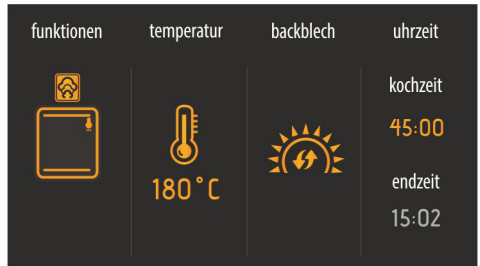 funktionen temperatur backblech uhrzeit
kochzeit
45:00
180°C
endzeit
15:02